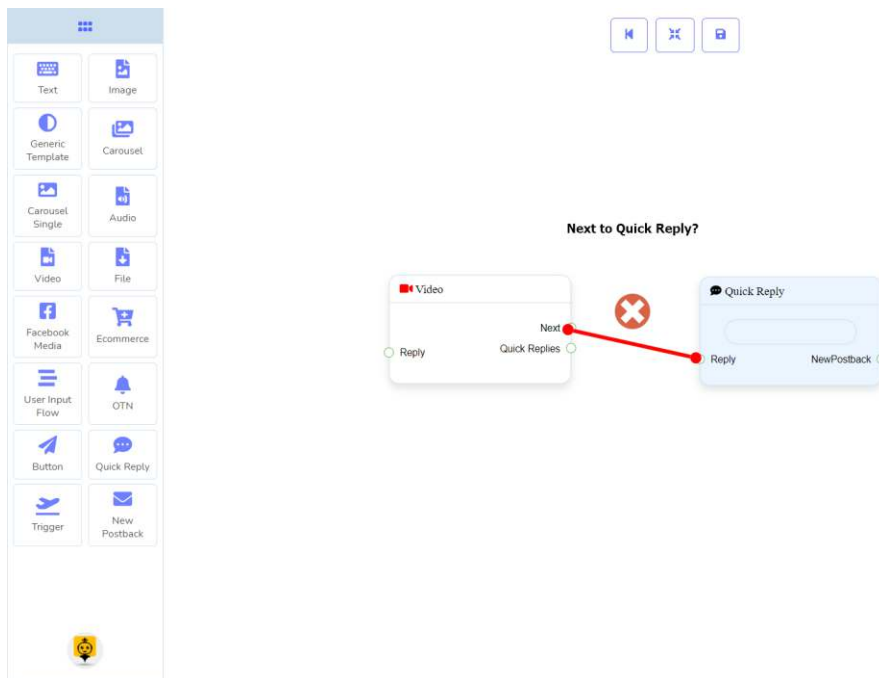 Text
Image
Generic
Template
Carousel
Carousel
Single
Audio
Video
File
Facebook
Media
Ecommerce
User Input
Flow
OTN
Button
Quick Reply
Trigger
New
Postback
Next to Quick Reply?
Video
Next
Quick Replies
Reply
Quick Reply
Reply
NewPostback